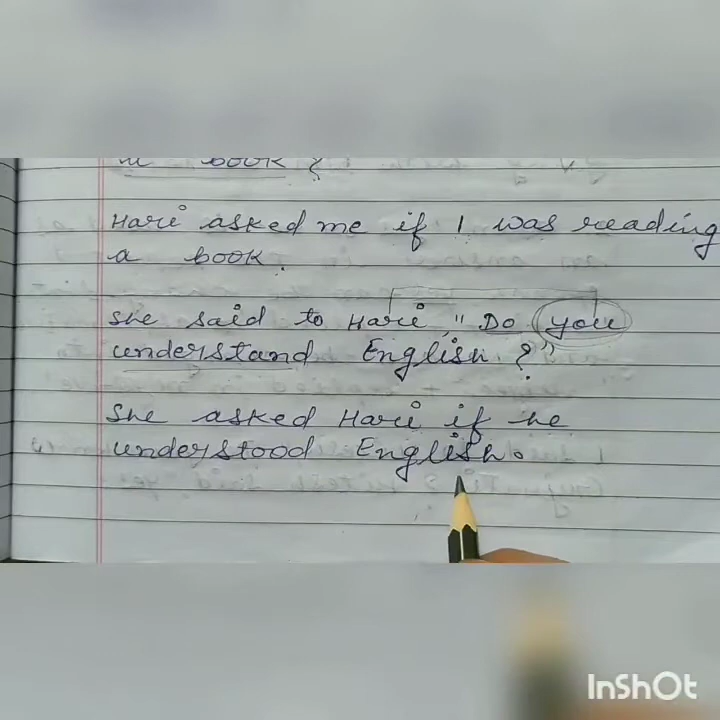 book ?
Hari asked me if I was reading
a book.
She said to Hari, "Do you
understand English ?"
She asked Hari if he
understood English.
InShOt